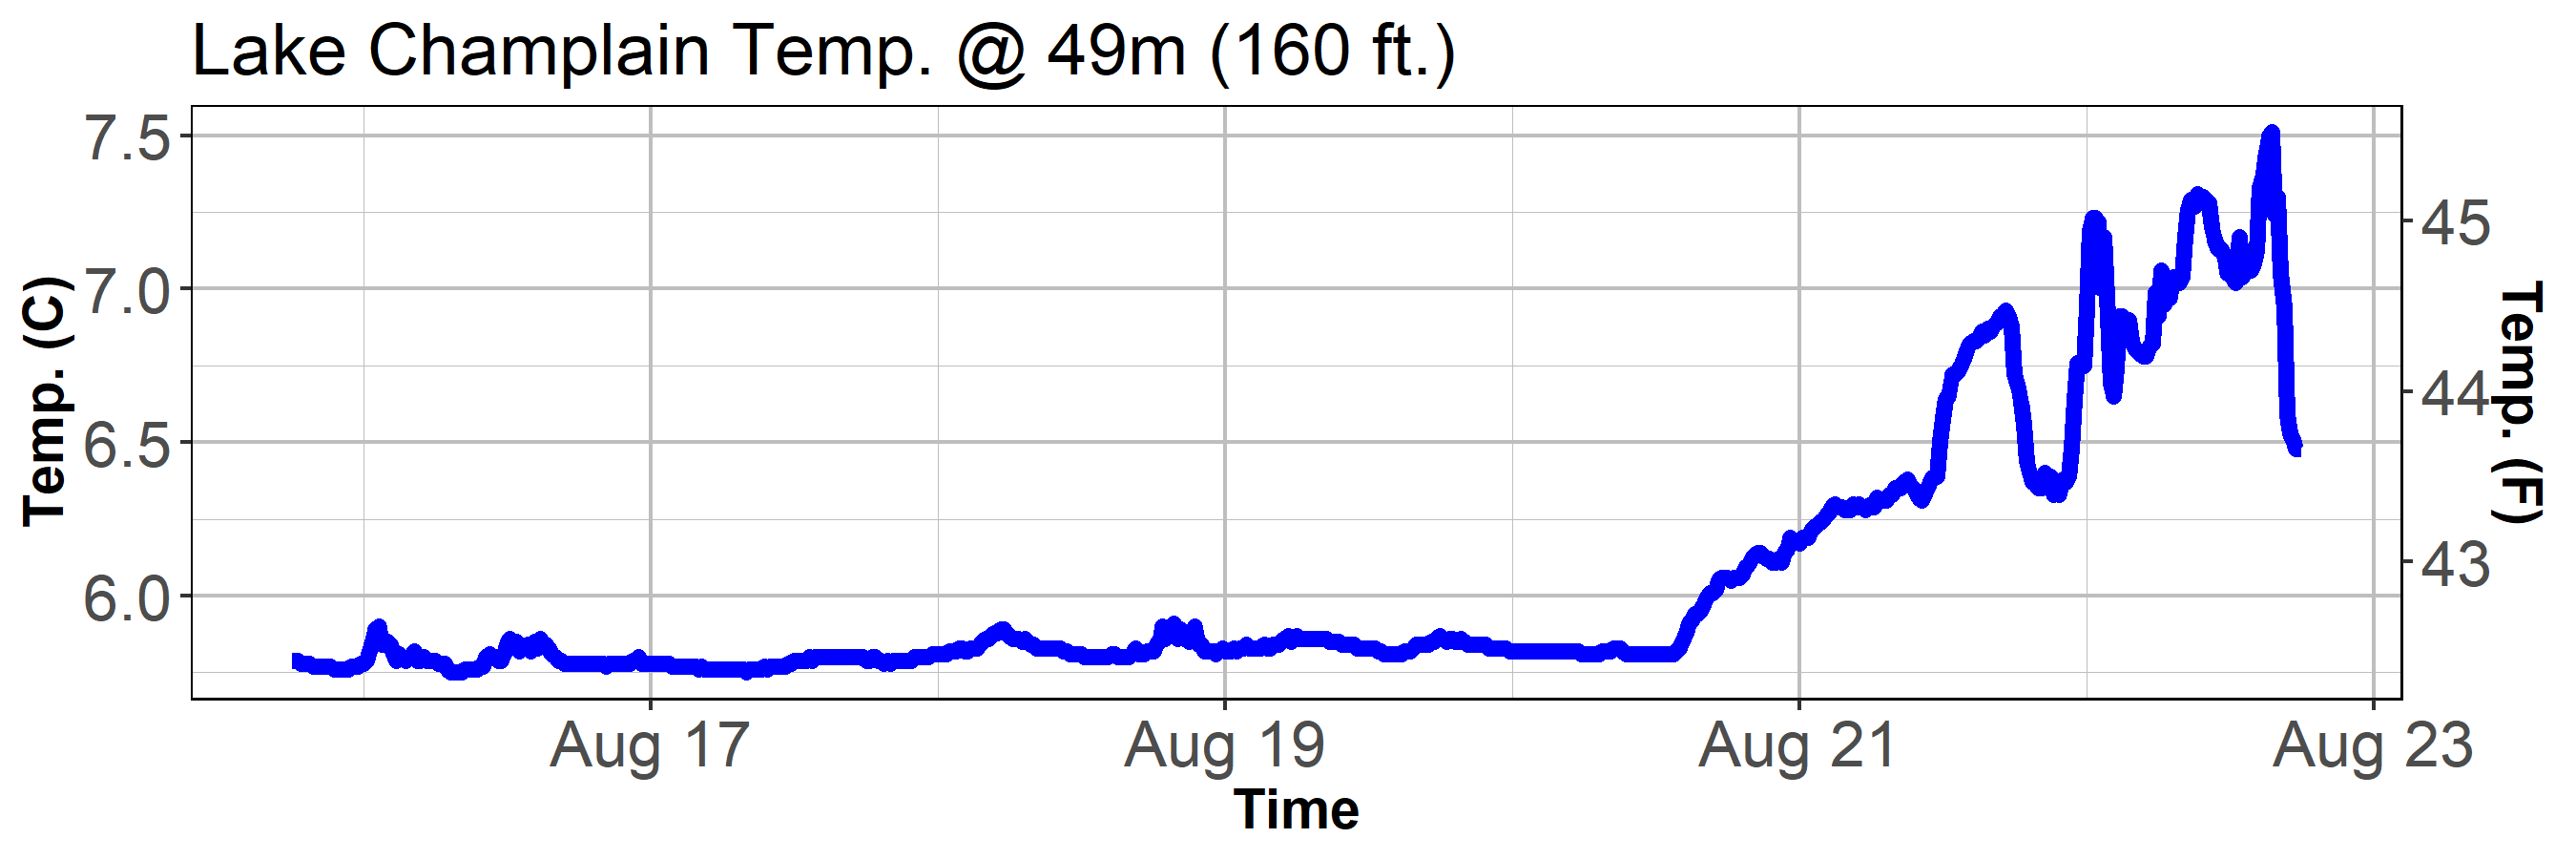 Lake Champlain Temp. @ 49m (160 ft.)
7.5
7.0
6.5
6.0
Temp. (C)
45
44
43
Temp. (F)
Aug 17 Aug 19 Aug 21 Aug 23
Time